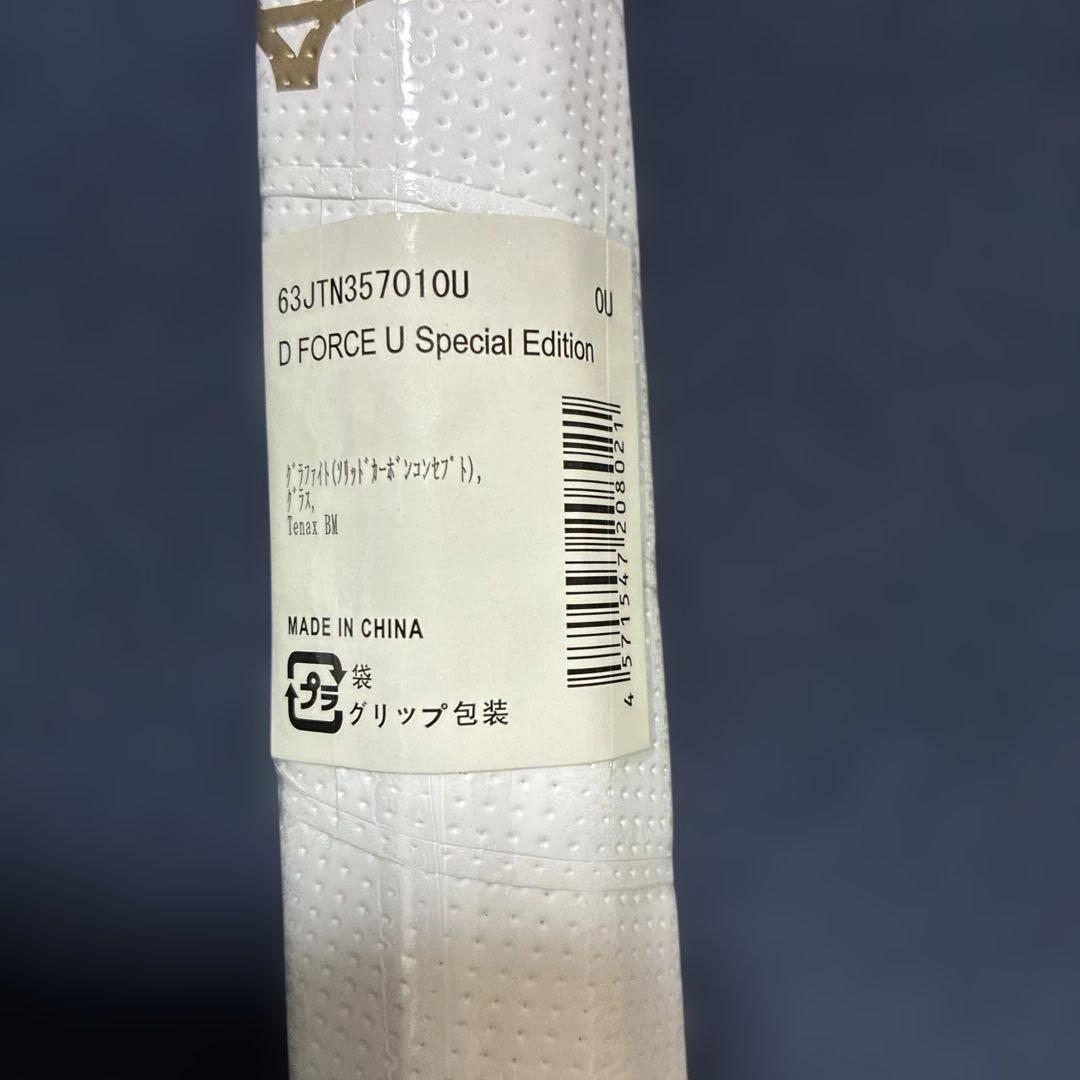 63JTN357010U
0U
D FORCE U Special Edition
グラファイト(ソリッドカーボンコンセプト),
グラス,
Tenax BM
MADE IN CHINA
プラ
袋
グリップ包装
4571547208021